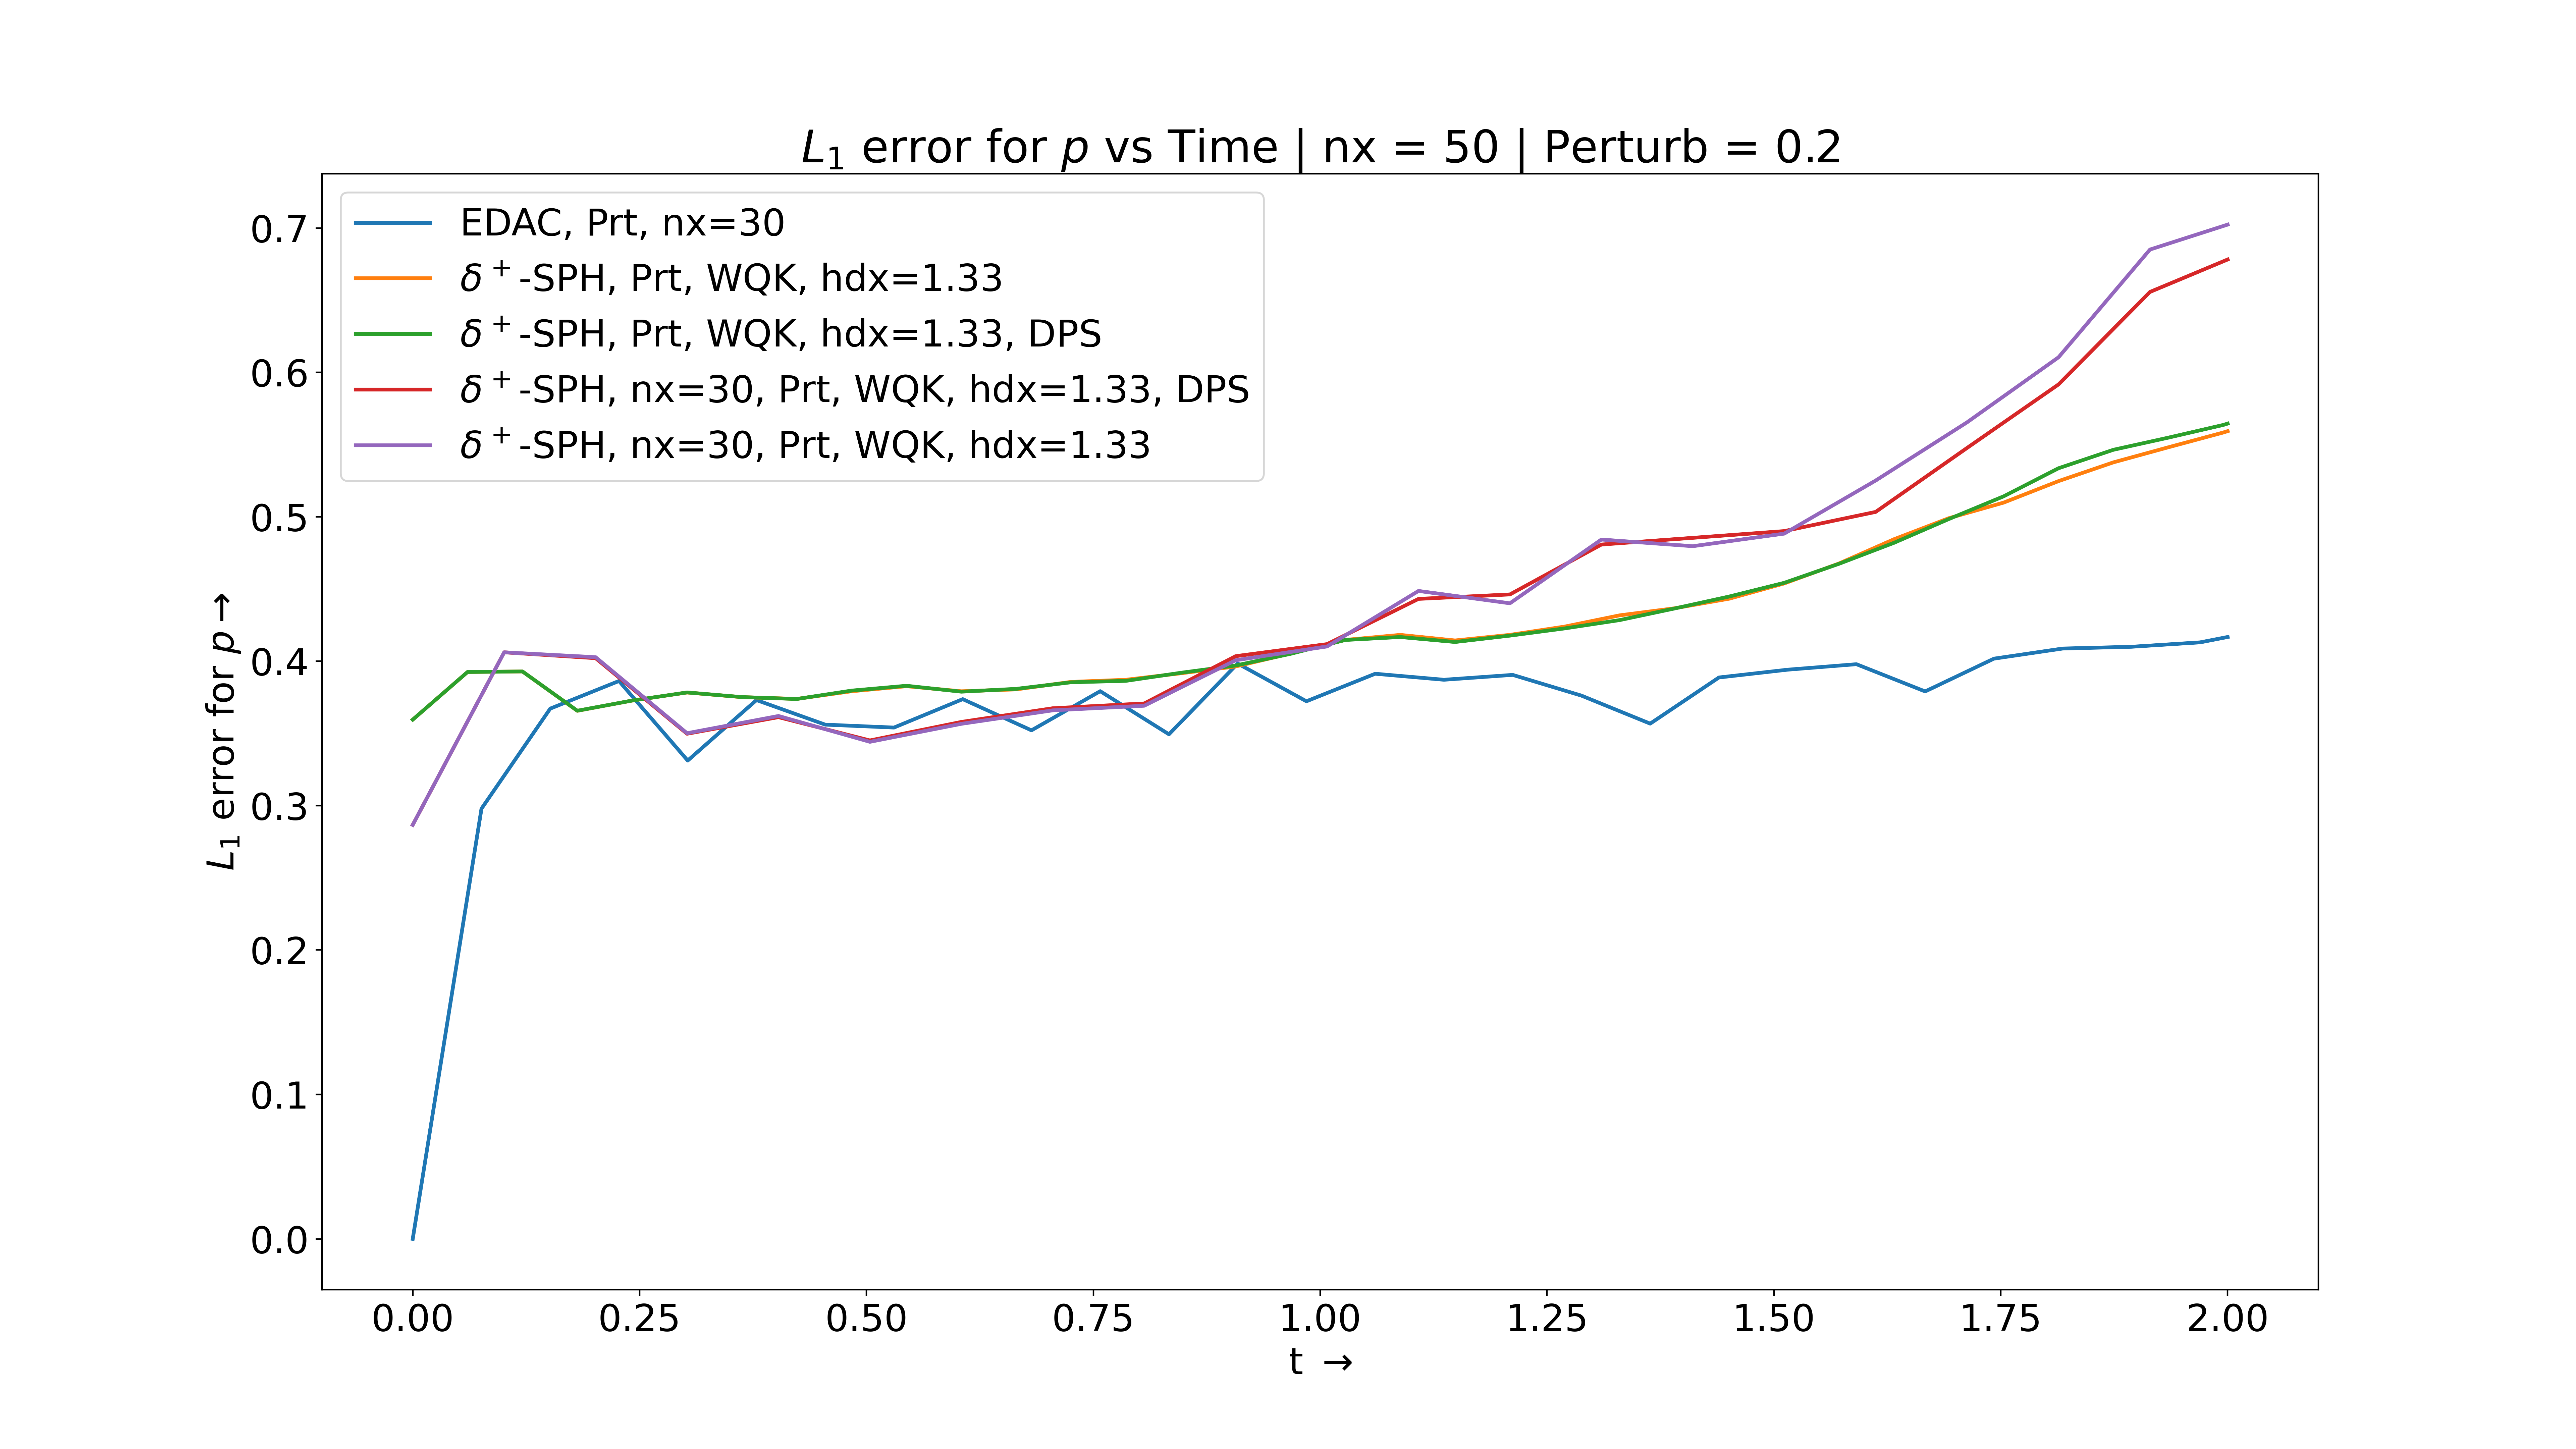 L₁ error for p vs Time | nx = 50 | Perturb = 0.2
EDAC, Prt, nx=30
δ⁺-SPH, Prt, WQK, hdx=1.33
δ⁺-SPH, Prt, WQK, hdx=1.33, DPS
δ⁺-SPH, nx=30, Prt, WQK, hdx=1.33, DPS
δ⁺-SPH, nx=30, Prt, WQK, hdx=1.33
L₁ error for p→
0.7
0.6
0.5
0.4
0.3
0.2
0.1
0.0
0.00 0.25 0.50 0.75 1.00 1.25 1.50 1.75 2.00
t →